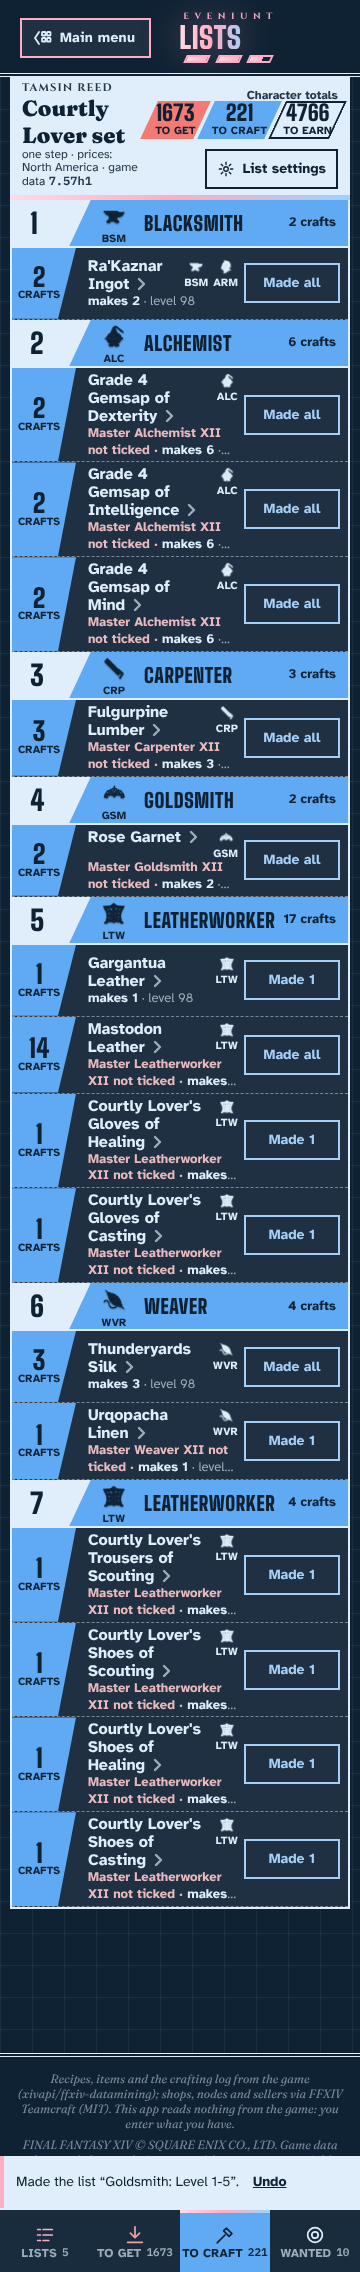 Main menu
EVENIUNT
LISTS
TAMSIN REED
Courtly
Lover set
one step · prices:
North America · game
data 7.57h1
Character totals
1673
TO GET
221
TO CRAFT
4766
TO EARN
List settings
1
BSM
BLACKSMITH
2 crafts
2
CRAFTS
Ra'Kaznar
Ingot
BSM ARM
makes 2 · level 98
Made all
2
ALC
ALCHEMIST
6 crafts
2
CRAFTS
Grade 4
Gemsap of
Dexterity
ALC
Master Alchemist XII
not ticked · makes 6 ·...
Made all
2
CRAFTS
Grade 4
Gemsap of
Intelligence
ALC
Master Alchemist XII
not ticked · makes 6 ·...
Made all
2
CRAFTS
Grade 4
Gemsap of
Mind
ALC
Master Alchemist XII
not ticked · makes 6 ·...
Made all
3
CRP
CARPENTER
3 crafts
3
CRAFTS
Fulgurpine
Lumber
CRP
Master Carpenter XII
not ticked · makes 3 ·...
Made all
4
GSM
GOLDSMITH
2 crafts
2
CRAFTS
Rose Garnet
GSM
Master Goldsmith XII
not ticked · makes 2 ·...
Made all
5
LTW
LEATHERWORKER
17 crafts
1
CRAFTS
Gargantua
Leather
LTW
makes 1 · level 98
Made 1
14
CRAFTS
Mastodon
Leather
LTW
Master Leatherworker
XII not ticked · makes...
Made all
1
CRAFTS
Courtly Lover's
Gloves of
Healing
LTW
Master Leatherworker
XII not ticked · makes...
Made 1
1
CRAFTS
Courtly Lover's
Gloves of
Casting
LTW
Master Leatherworker
XII not ticked · makes...
Made 1
6
WVR
WEAVER
4 crafts
3
CRAFTS
Thunderyards
Silk
WVR
makes 3 · level 98
Made all
1
CRAFTS
Urqopacha
Linen
WVR
Master Weaver XII not
ticked · makes 1 · level...
Made 1
7
LTW
LEATHERWORKER
4 crafts
1
CRAFTS
Courtly Lover's
Trousers of
Scouting
LTW
Master Leatherworker
XII not ticked · makes...
Made 1
1
CRAFTS
Courtly Lover's
Shoes of
Scouting
LTW
Master Leatherworker
XII not ticked · makes...
Made 1
1
CRAFTS
Courtly Lover's
Shoes of
Healing
LTW
Master Leatherworker
XII not ticked · makes...
Made 1
1
CRAFTS
Courtly Lover's
Shoes of
Casting
LTW
Master Leatherworker
XII not ticked · makes...
Made 1
Recipes, items and the crafting log from the game
(xivapi/ffxiv-datamining); shops, nodes and sellers via FFXIV
Teamcraft (MIT). This app reads nothing from the game: you
enter what you have.
FINAL FANTASY XIV © SQUARE ENIX CO., LTD. Game data
Made the list “Goldsmith: Level 1-5”. Undo
LISTS 5
TO GET 1673
TO CRAFT 221
WANTED 10